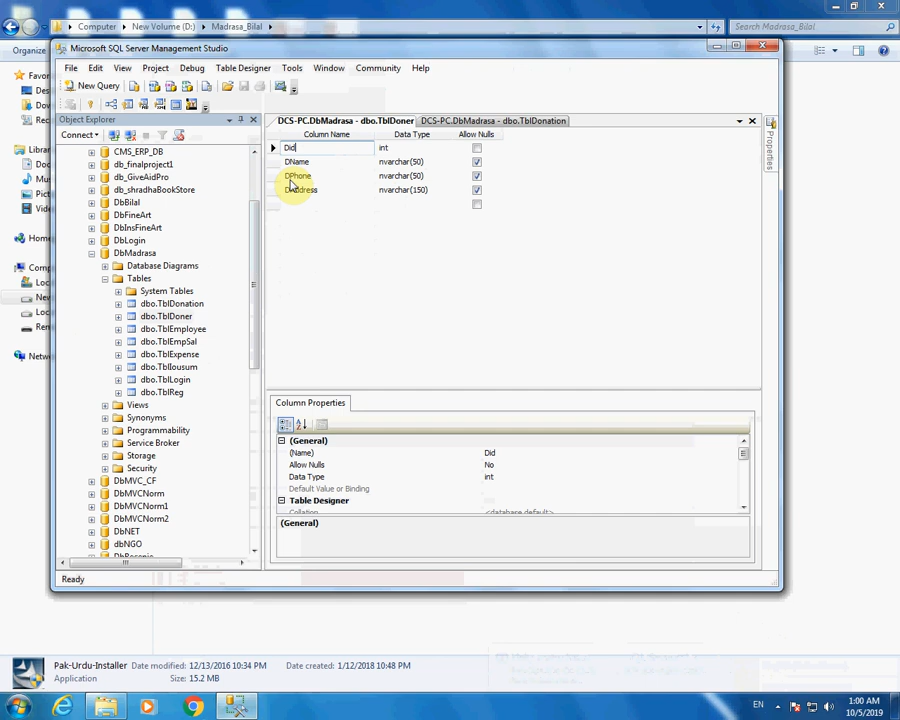 Computer ▸ New Volume (D:) ▸ Madrasa_Bilal ▸
Search Madrasa_Bilal
Organize
Microsoft SQL Server Management Studio
File Edit View Project Debug Table Designer Tools Window Community Help
New Query
Object Explorer
Connect
CMS_ERP_DB
db_finalproject1
db_GiveAidPro
db_shradhaBookStore
DbBilal
DbFineArt
DbInsFineArt
DbLogin
DbMadrasa
Database Diagrams
Tables
System Tables
dbo.TblDonation
dbo.TblDoner
dbo.TblEmployee
dbo.TblEmpSal
dbo.TblExpense
dbo.TblIousum
dbo.TblLogin
dbo.TblReg
Views
Synonyms
Programmability
Service Broker
Storage
Security
DbMVC_CF
DbMVCNorm
DbMVCNorm1
DbMVCNorm2
DbNET
dbNGO
DCS-PC.DbMadrasa - dbo.TblDoner DCS-PC.DbMadrasa - dbo.TblDonation
Column Name Data Type Allow Nulls
Did int
DName nvarchar(50)
DPhone nvarchar(50)
DAddress nvarchar(150)
Properties
Column Properties
(General)
(Name) Did
Allow Nulls No
Data Type int
Default Value or Binding
Table Designer
Collation <database default>
(General)
Ready
Pak-Urdu-Installer Date modified: 12/13/2016 10:34 PM Date created: 1/12/2018 10:48 PM
Application Size: 15.2 MB
EN
1:00 AM
10/5/2019